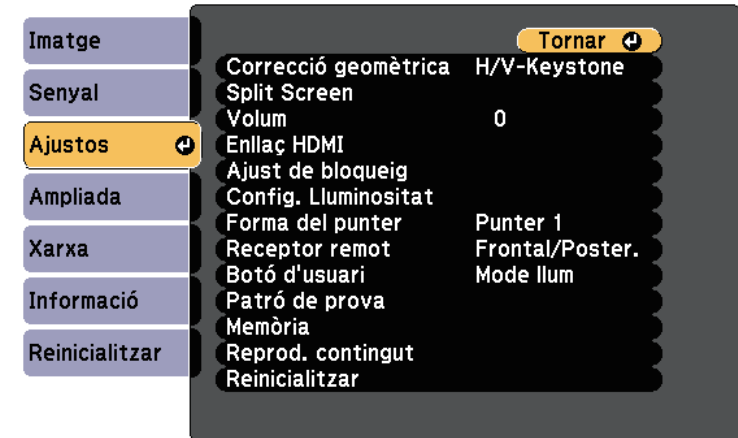 Imatge
Senyal
Ajustos
Ampliada
Xarxa
Informació
Reinicialitzar
Tornar
Correcció geomètrica H/V-Keystone
Split Screen
Volum 0
Enllaç HDMI
Ajust de bloqueig
Config. Lluminositat
Forma del punter Punter 1
Receptor remot Frontal/Poster.
Botó d'usuari Mode llum
Patró de prova
Memòria
Reprod. contingut
Reinicialitzar